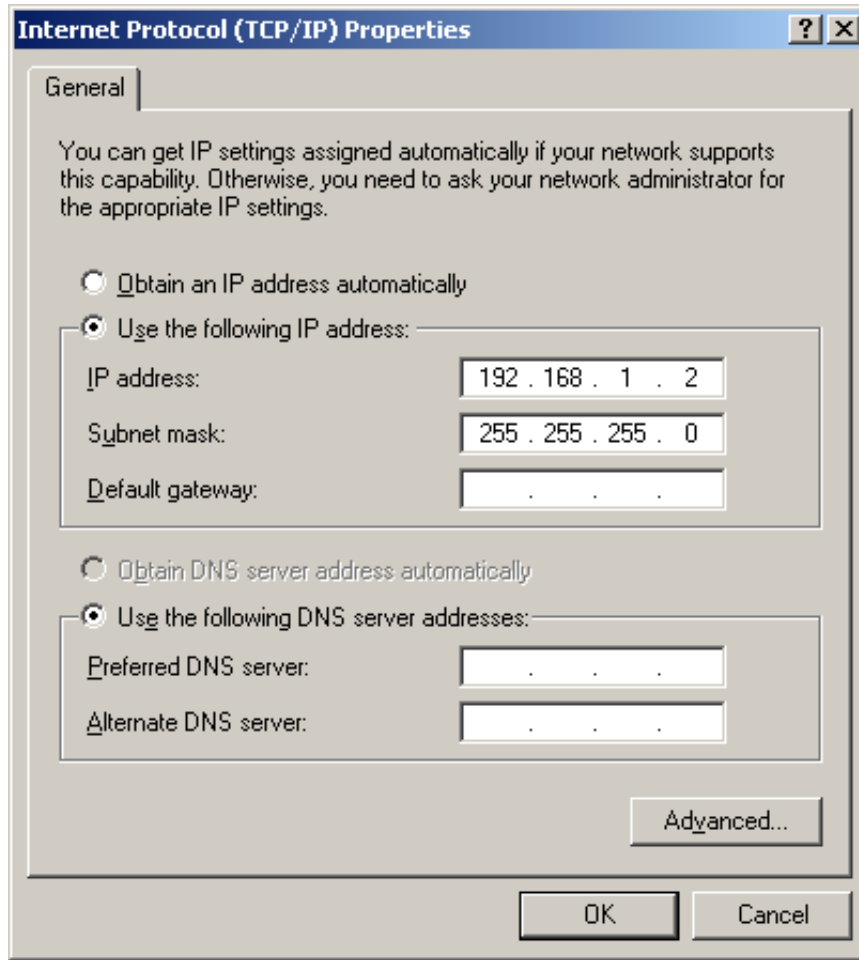 Internet Protocol (TCP/IP) Properties
General
You can get IP settings assigned automatically if your network supports
this capability. Otherwise, you need to ask your network administrator for
the appropriate IP settings.
Obtain an IP address automatically
Use the following IP address:
IP address: 192 . 168 . 1 . 2
Subnet mask: 255 . 255 . 255 . 0
Default gateway: . . .
Obtain DNS server address automatically
Use the following DNS server addresses:
Preferred DNS server: . . .
Alternate DNS server: . . .
Advanced...
OK Cancel